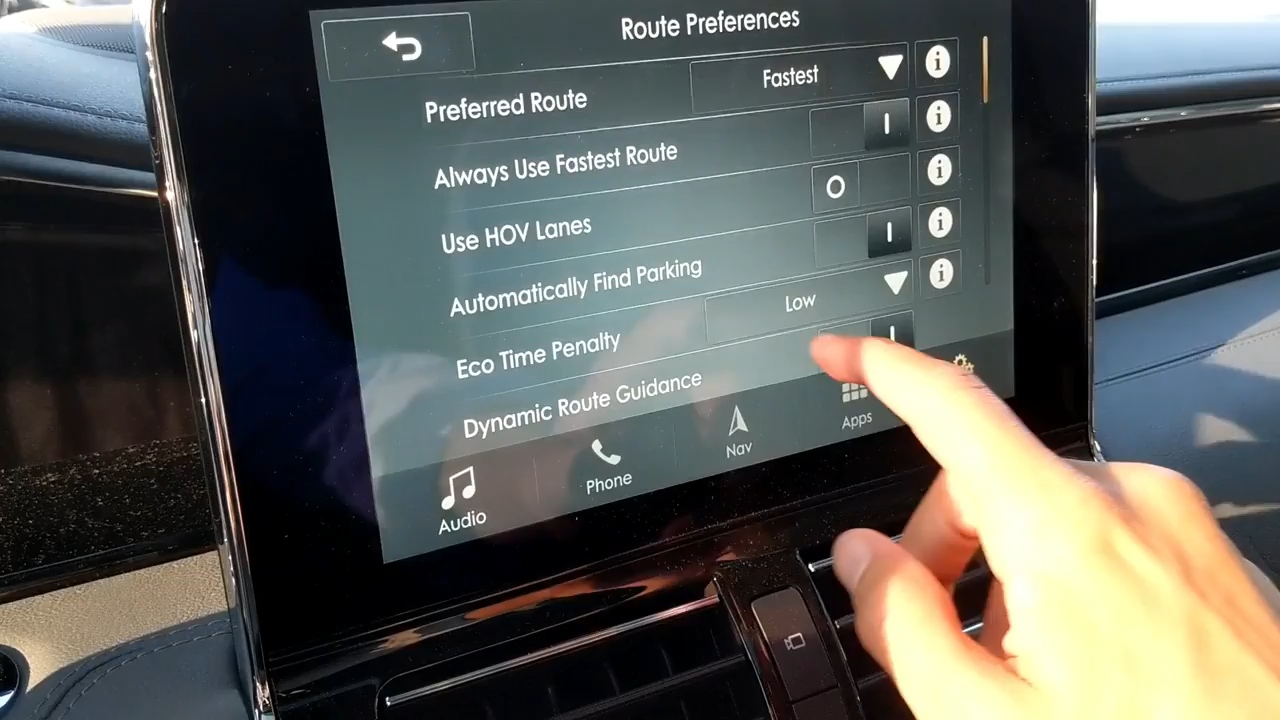 Route Preferences
Preferred Route
Fastest
Always Use Fastest Route
Use HOV Lanes
Automatically Find Parking
Eco Time Penalty
Low
Dynamic Route Guidance
Audio
Phone
Nav
Apps